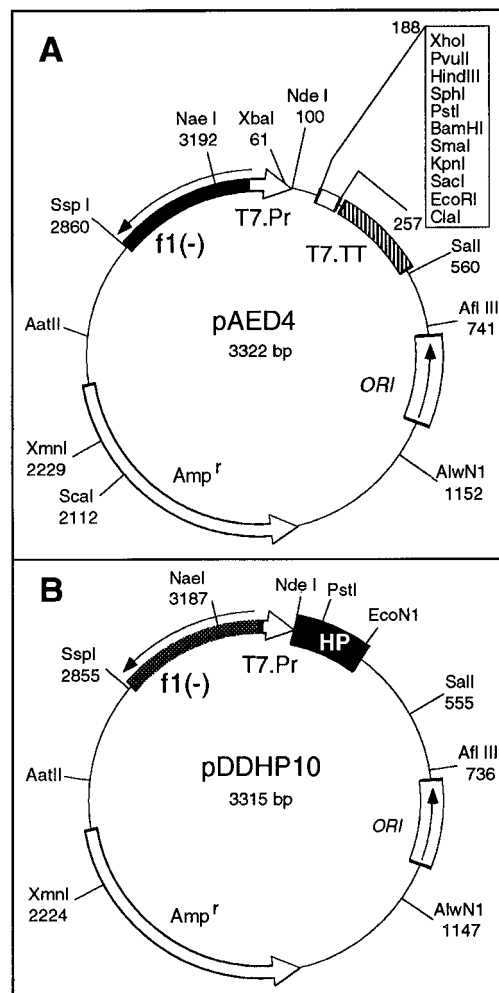 A
188
XhoI
PvuII
HindIII
SphI
PstI
BamHI
SmaI
KpnI
SacI
EcoRI
ClaI
Nde I
100
XbaI
61
Nae I
3192
Ssp I
2860
T7.Pr
f1(-)
T7.TT
257
SalI
560
pAED4
3322 bp
AatII
Afl III
741
ORI
XmnI
2229
ScaI
2112
Amp r
AlwN1
1152
B
NaeI
3187
Nde I
PstI
EcoN1
HP
SspI
2855
T7.Pr
f1(-)
SalI
555
pDDHP10
3315 bp
AatII
Afl III
736
ORI
XmnI
2224
Amp r
AlwN1
1147